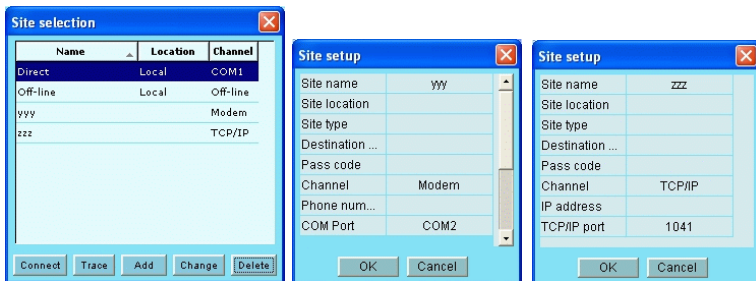 Site selection
Name Location Channel
Direct Local COM1
Off-line Local Off-line
yyy Modem
zzz TCP/IP
Connect Trace Add Change Delete
Site setup
Site name yyy
Site location
Site type
Destination ...
Pass code
Channel Modem
Phone num...
COM Port COM2
OK Cancel
Site setup
Site name zzz
Site location
Site type
Destination ...
Pass code
Channel TCP/IP
IP address
TCP/IP port 1041
OK Cancel